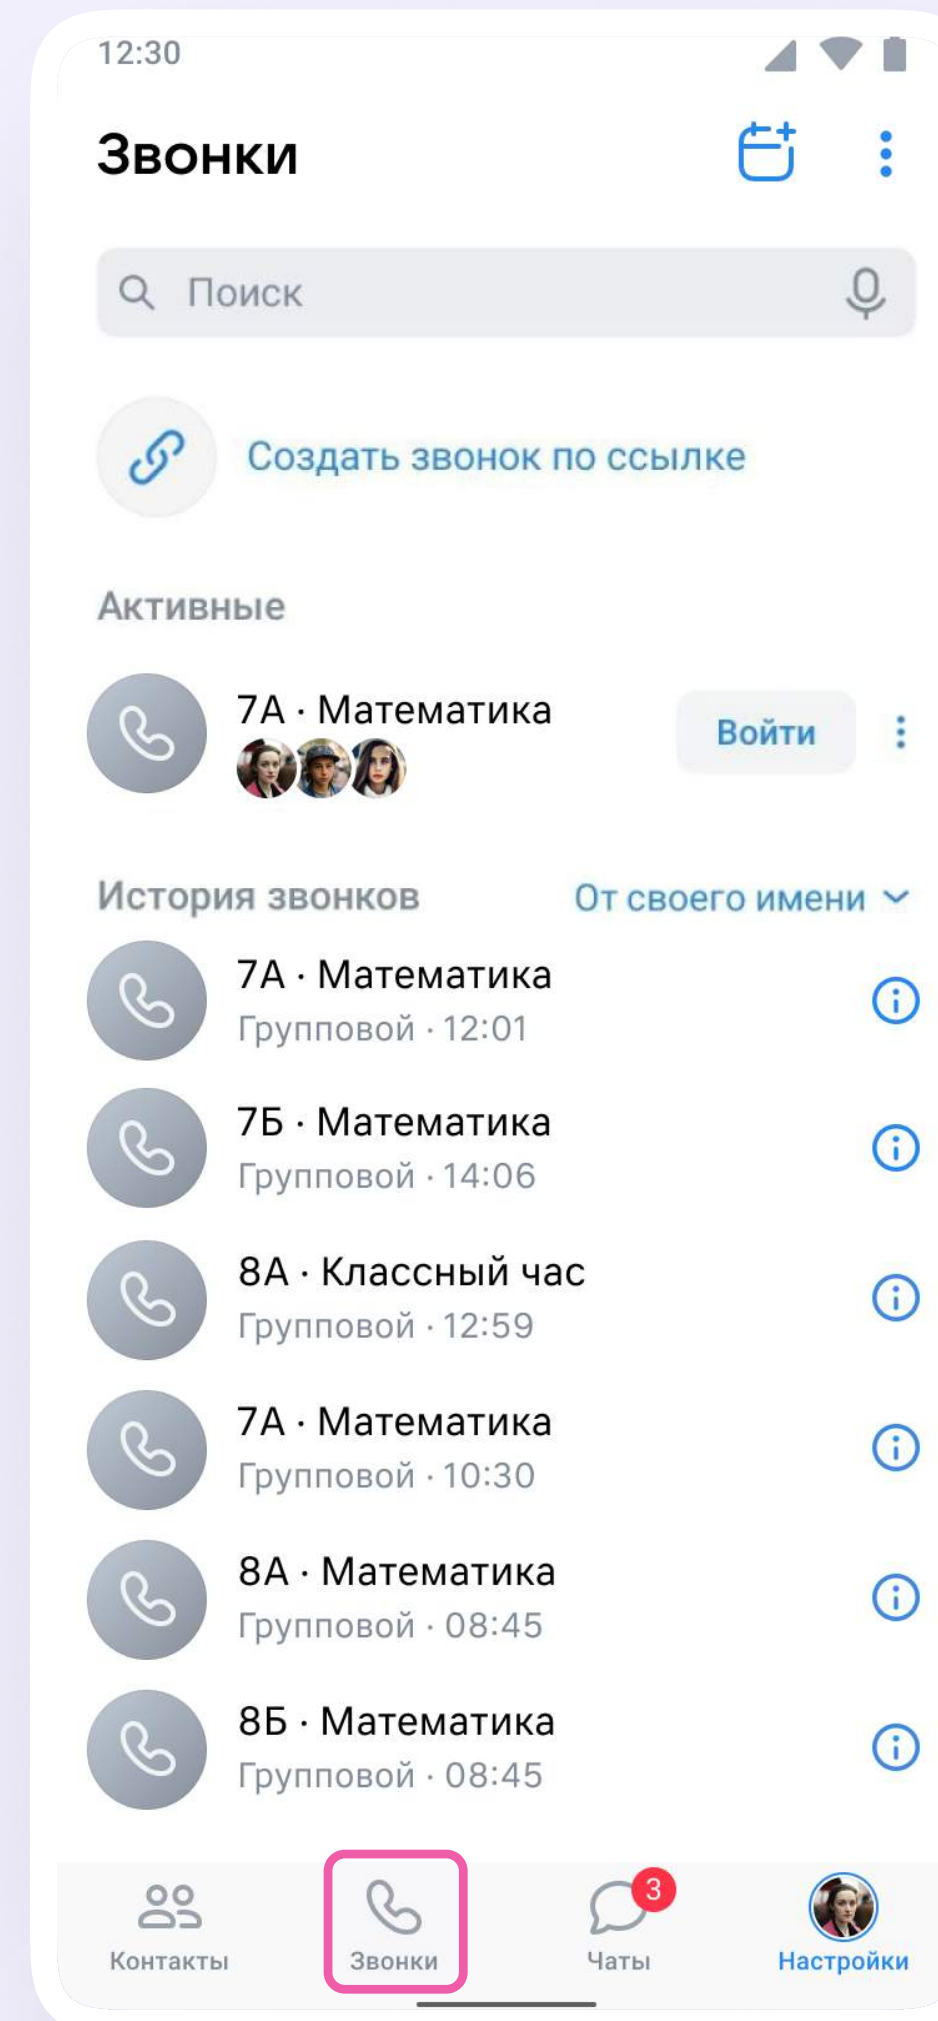 12:30
Звонки
Поиск
Создать звонок по ссылке
Активные
7А · Математика
Войти
История звонков
От своего имени
7А · Математика
Групповой · 12:01
7Б · Математика
Групповой · 14:06
8А · Классный час
Групповой · 12:59
7А · Математика
Групповой · 10:30
8А · Математика
Групповой · 08:45
8Б · Математика
Групповой · 08:45
3
Контакты
Звонки
Чаты
Настройки